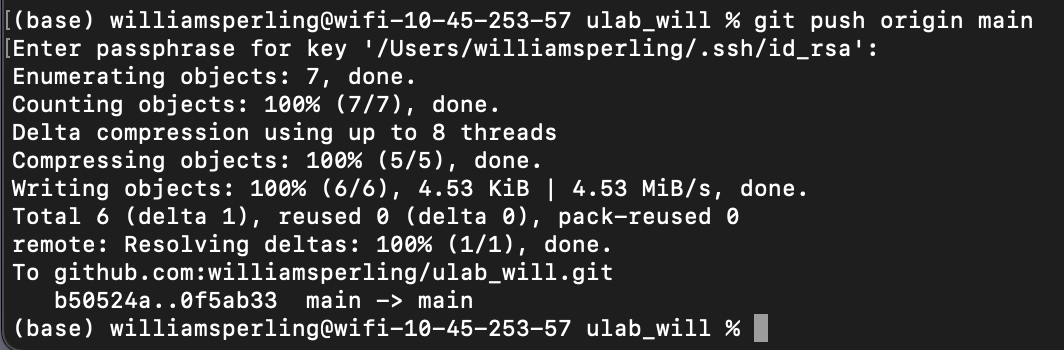 [(base) williamsperling@wifi-10-45-253-57 ulab_will % git push origin main
[Enter passphrase for key '/Users/williamsperling/.ssh/id_rsa':
Enumerating objects: 7, done.
Counting objects: 100% (7/7), done.
Delta compression using up to 8 threads
Compressing objects: 100% (5/5), done.
Writing objects: 100% (6/6), 4.53 KiB | 4.53 MiB/s, done.
Total 6 (delta 1), reused 0 (delta 0), pack-reused 0
remote: Resolving deltas: 100% (1/1), done.
To github.com:williamsperling/ulab_will.git
   b50524a..0f5ab33  main -> main
(base) williamsperling@wifi-10-45-253-57 ulab_will %